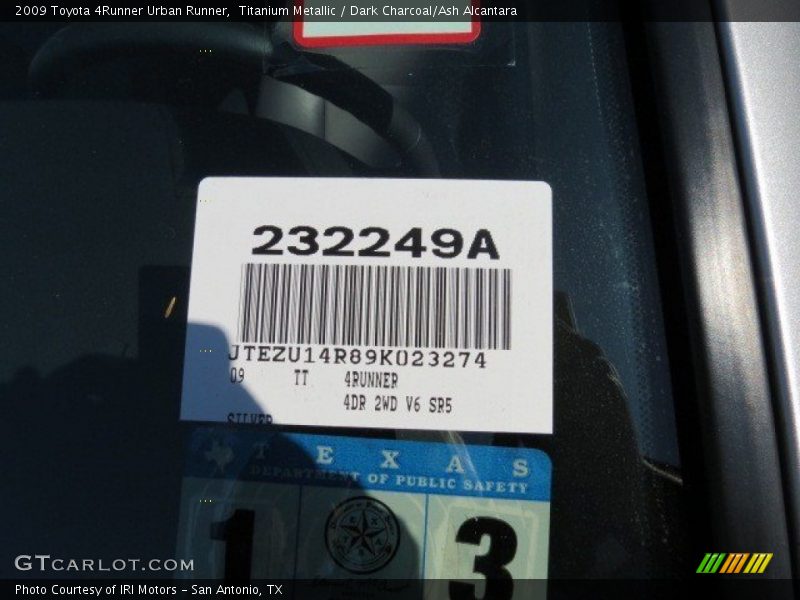 2009 Toyota 4Runner Urban Runner,  Titanium Metallic / Dark Charcoal/Ash Alcantara
232249A
JTEZU14R89K023274
09 TT 4RUNNER
4DR 2WD V6 SR5
SILVER
TEXAS
DEPARTMENT OF PUBLIC SAFETY
1 3
GTCARLOT.COM
Photo Courtesy of IRI Motors - San Antonio, TX